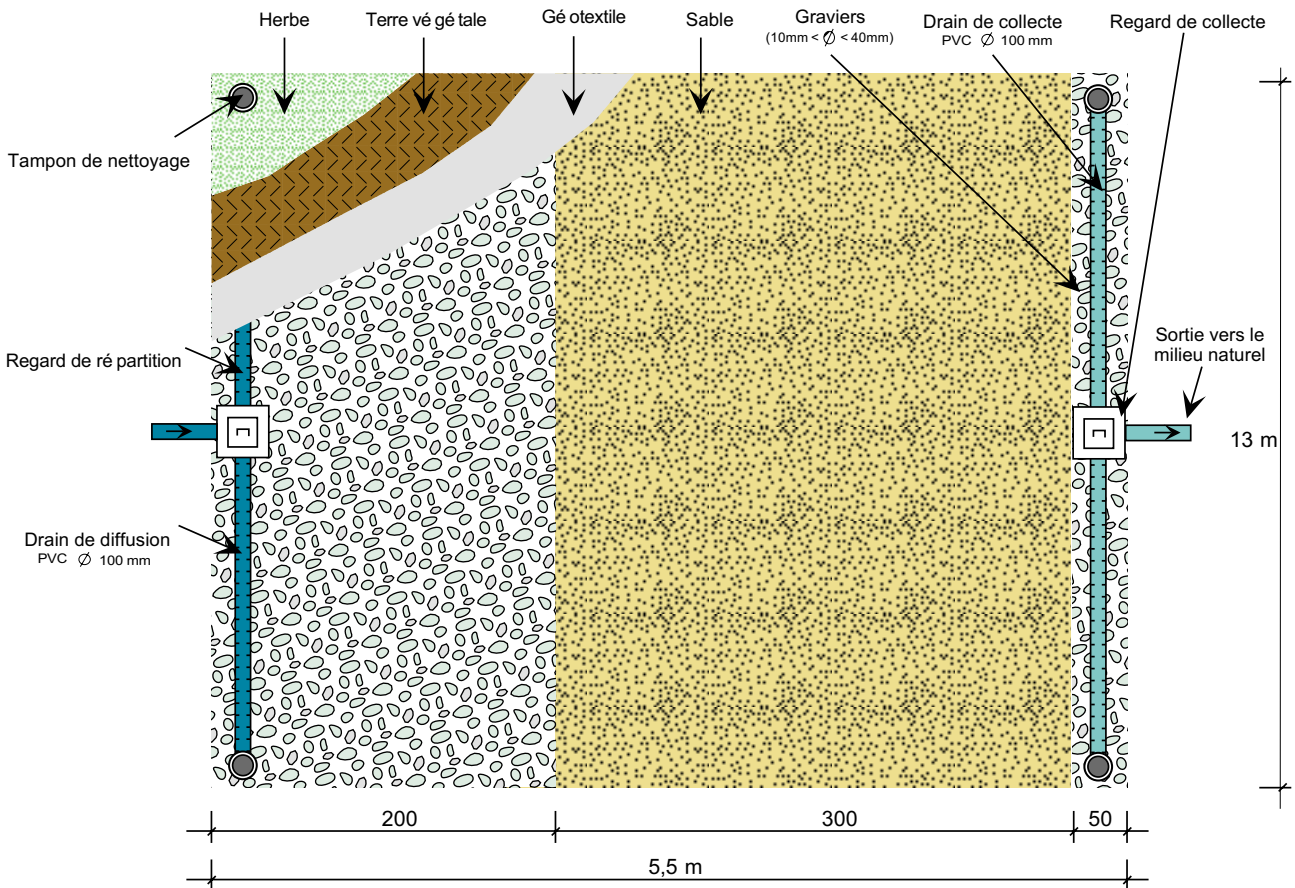 Herbe
Terre vé gé tale
Gé otextile
Sable
Graviers
(10mm < Ø < 40mm)
Drain de collecte
PVC Ø 100 mm
Regard de collecte
Tampon de nettoyage
Regard de ré partition
Sortie vers le
milieu naturel
13 m
Drain de diffusion
PVC Ø 100 mm
200
300
50
5,5 m